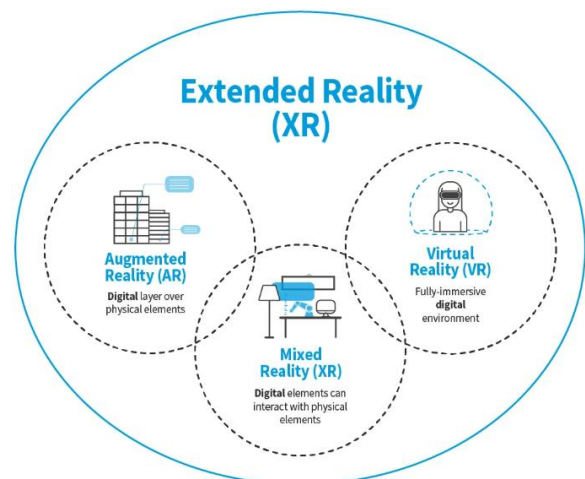 Extended Reality
(XR)
Augmented
Reality (AR)
Digital layer over
physical elements
Virtual
Reality (VR)
Fully-immersive
digital
environment
Mixed
Reality (XR)
Digital elements can
interact with physical
elements